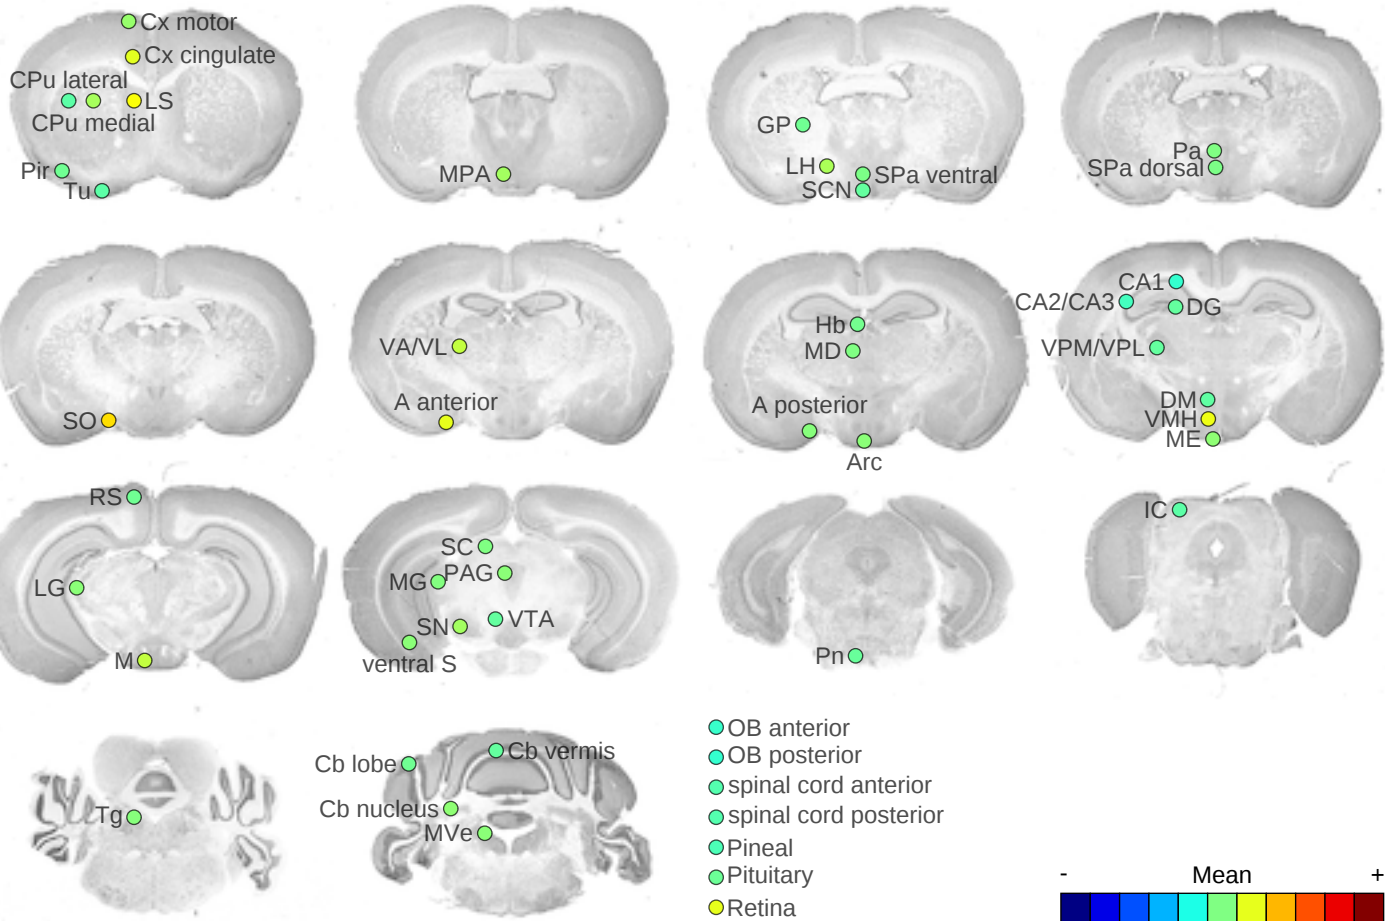 Cx motor
Cx cingulate
CPu lateral
LS
CPu medial
Pir
Tu
MPA
GP
LH
SPa ventral
SCN
Pa
SPa dorsal
SO
VA/VL
A anterior
Hb
MD
A posterior
Arc
CA1
CA2/CA3
DG
VPM/VPL
DM
VMH
ME
RS
LG
M
SC
MG
PAG
SN
VTA
ventral S
Pn
IC
Tg
Cb lobe
Cb vermis
Cb nucleus
MVe
OB anterior
OB posterior
spinal cord anterior
spinal cord posterior
Pineal
Pituitary
Retina
- Mean +